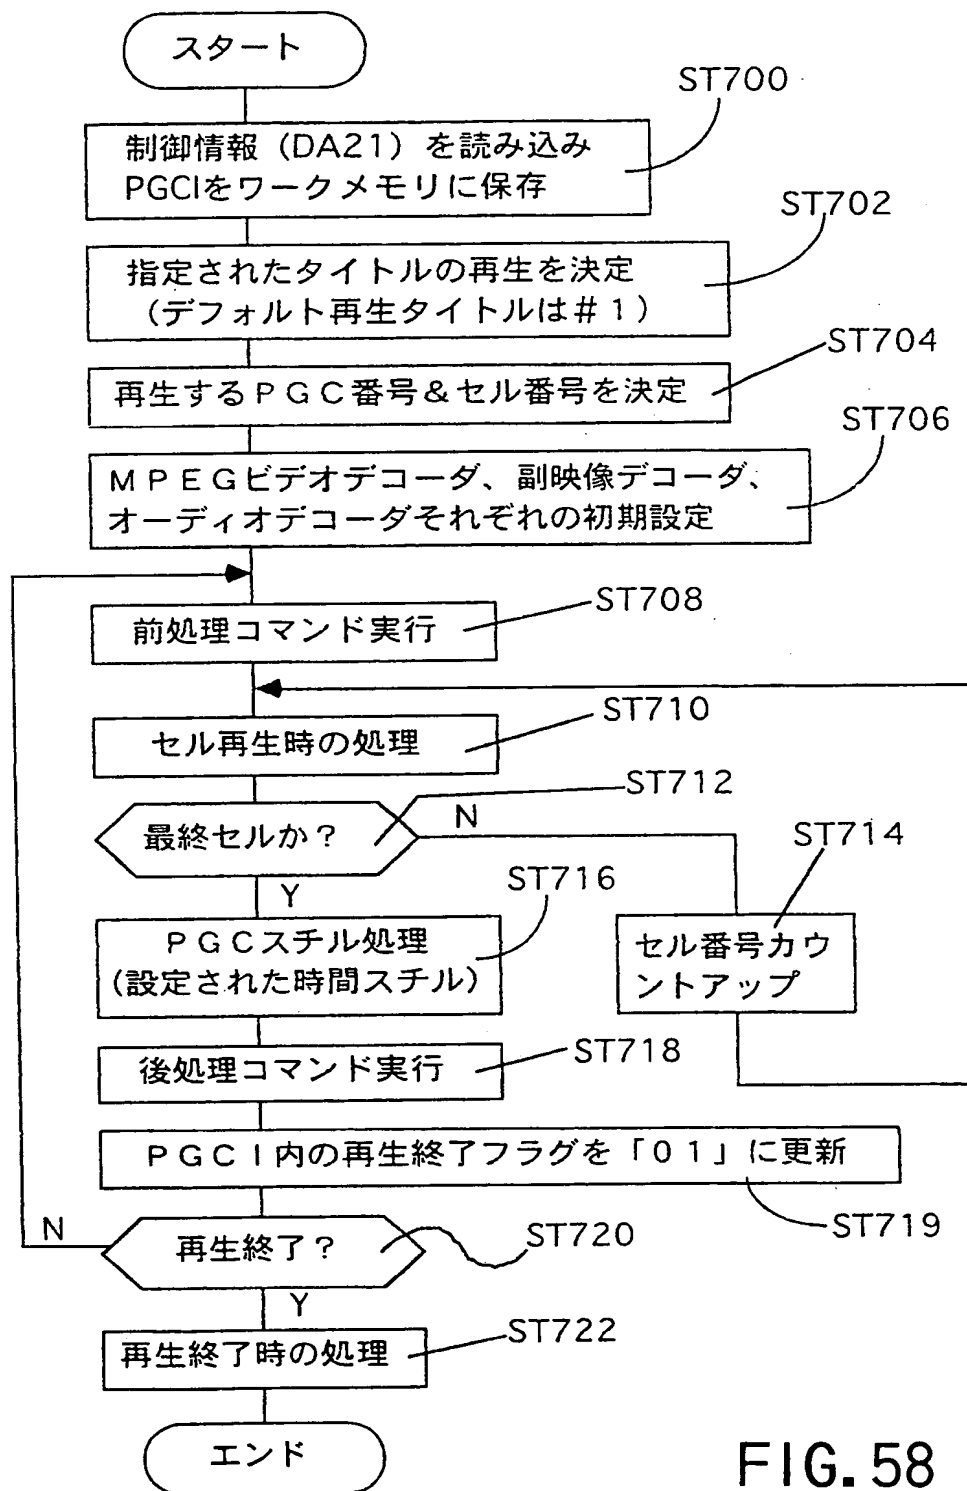 スタート
ST700
制御情報（DA21）を読み込み
PGCIをワークメモリに保存
ST702
指定されたタイトルの再生を決定
（デフォルト再生タイトルは＃１）
ST704
再生するＰＧＣ番号＆セル番号を決定
ST706
ＭＰＥＧビデオデコーダ、副映像デコーダ、
オーディオデコーダそれぞれの初期設定
ST708
前処理コマンド実行
ST710
セル再生時の処理
ST712
最終セルか？
N
Y
ST714
セル番号カウ
ントアップ
ST716
ＰＧＣスチル処理
(設定された時間スチル)
ST718
後処理コマンド実行
ＰＧＣＩ内の再生終了フラグを「０１」に更新
ST719
N
再生終了？
ST720
Y
ST722
再生終了時の処理
エンド
FIG. 58